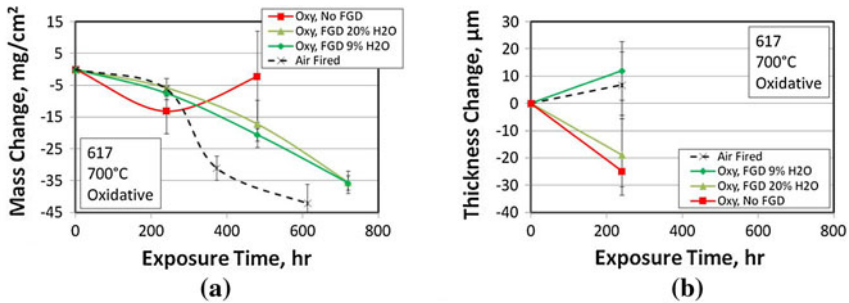 Mass Change, mg/cm²
15
5
-5
-15
-25
-35
-45
Oxy, No FGD
Oxy, FGD 20% H2O
Oxy, FGD 9% H2O
Air Fired
617
700°C
Oxidative
0
200
400
600
800
Exposure Time, hr
(a)
Thickness Change, µm
30
20
10
0
-10
-20
-30
-40
617
700°C
Oxidative
Air Fired
Oxy, FGD 9% H2O
Oxy, FGD 20% H2O
Oxy, No FGD
0
200
400
600
800
Exposure Time, hr
(b)